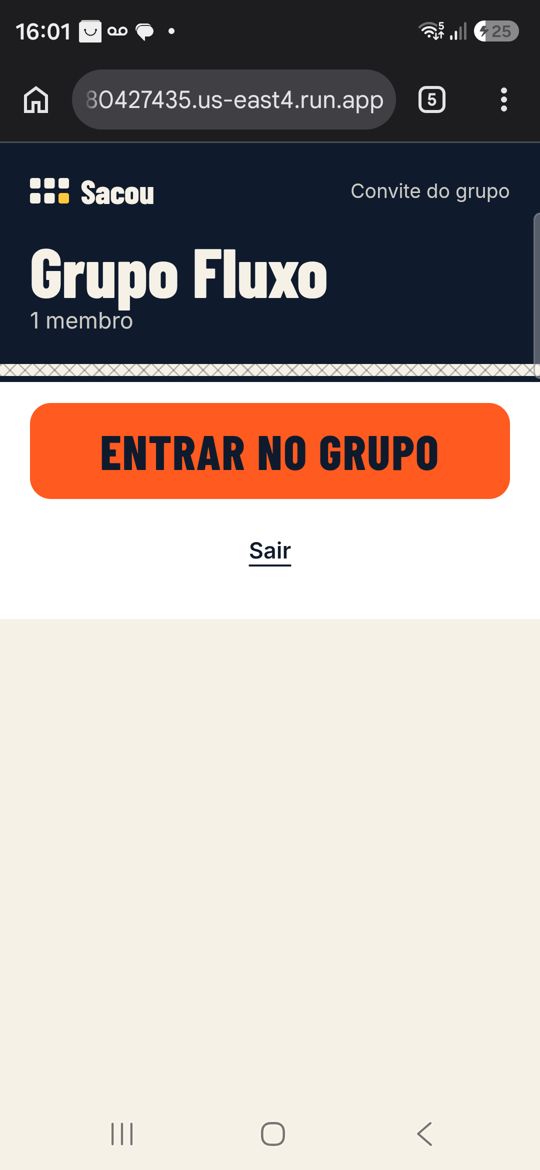 16:01
25
80427435.us-east4.run.app
5
Sacou
Convite do grupo
Grupo Fluxo
1 membro
ENTRAR NO GRUPO
Sair